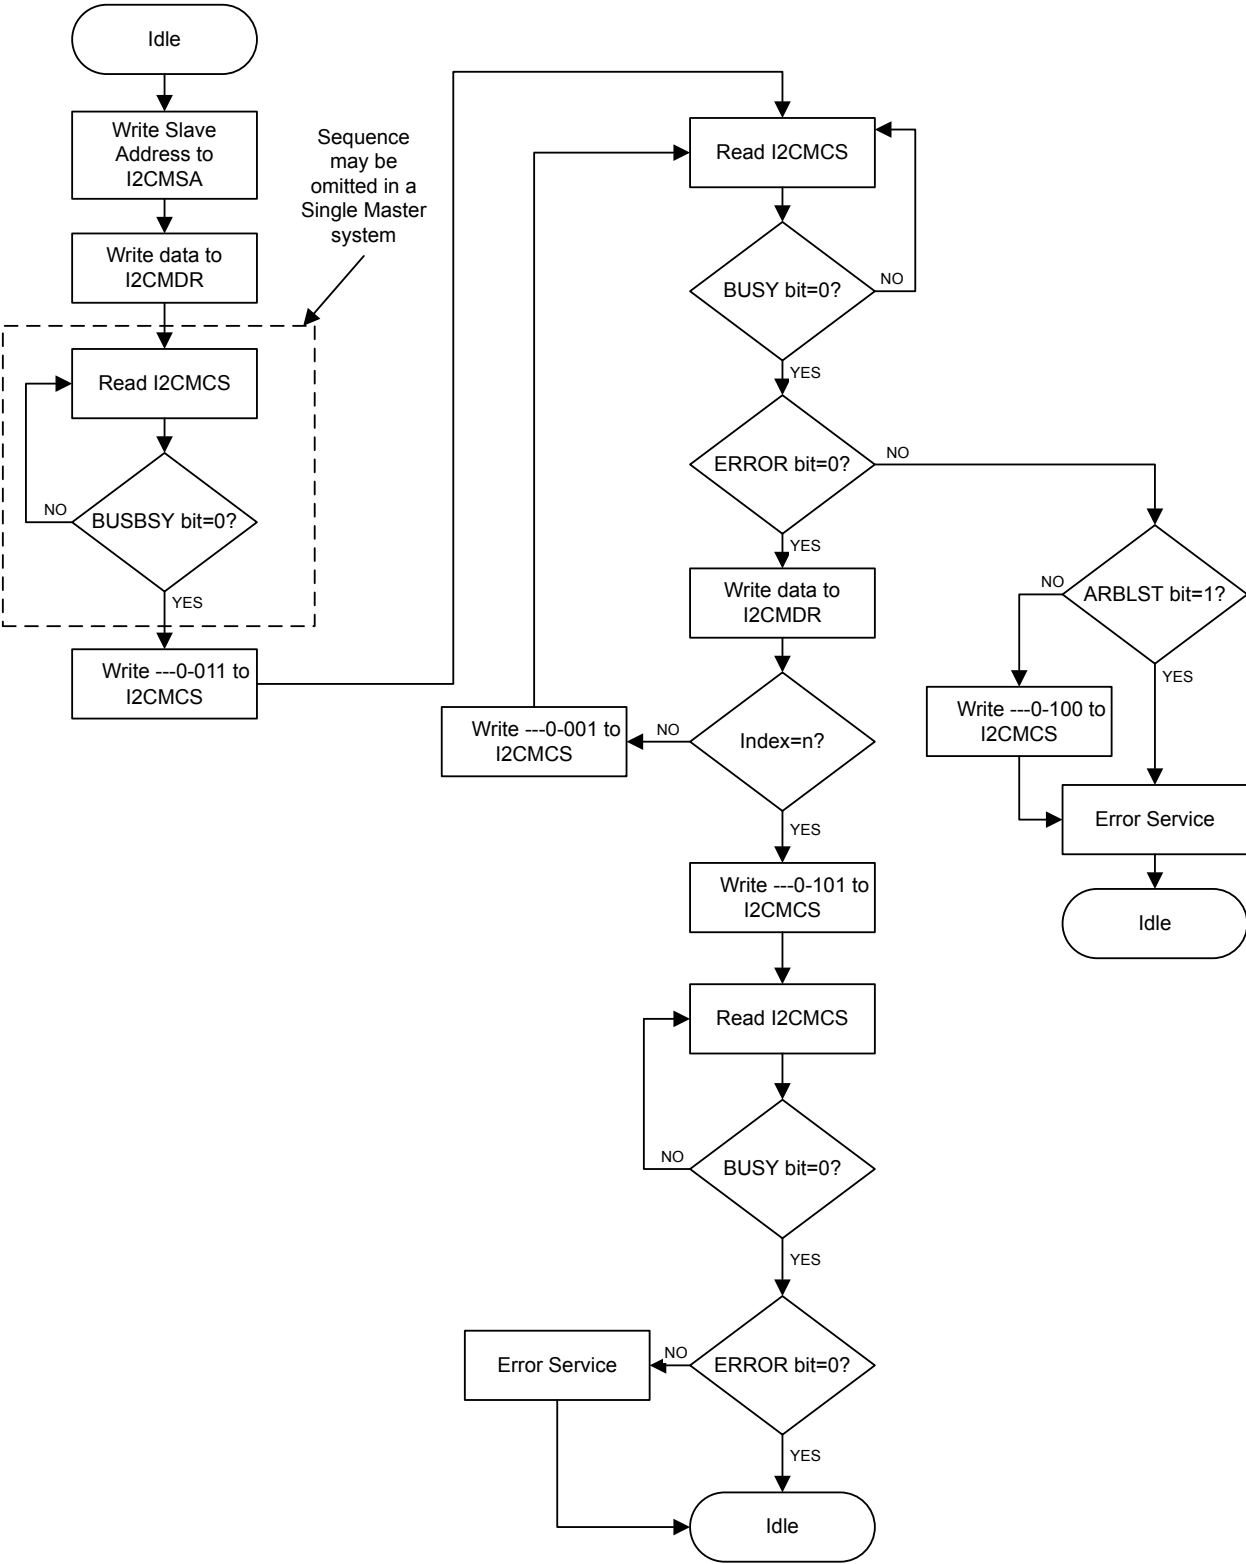 Idle
Write Slave
Address to
I2CMSA
Write data to
I2CMDR
Sequence
may be
omitted in a
Single Master
system
Read I2CMCS
BUSBSY bit=0?
NO
YES
Write ---0-011 to
I2CMCS
Read I2CMCS
BUSY bit=0?
NO
YES
ERROR bit=0?
NO
YES
Write data to
I2CMDR
ARBLST bit=1?
NO
YES
Write ---0-100 to
I2CMCS
Error Service
Idle
Index=n?
NO
Write ---0-001 to
I2CMCS
YES
Write ---0-101 to
I2CMCS
Read I2CMCS
BUSY bit=0?
NO
YES
ERROR bit=0?
NO
Error Service
YES
Idle